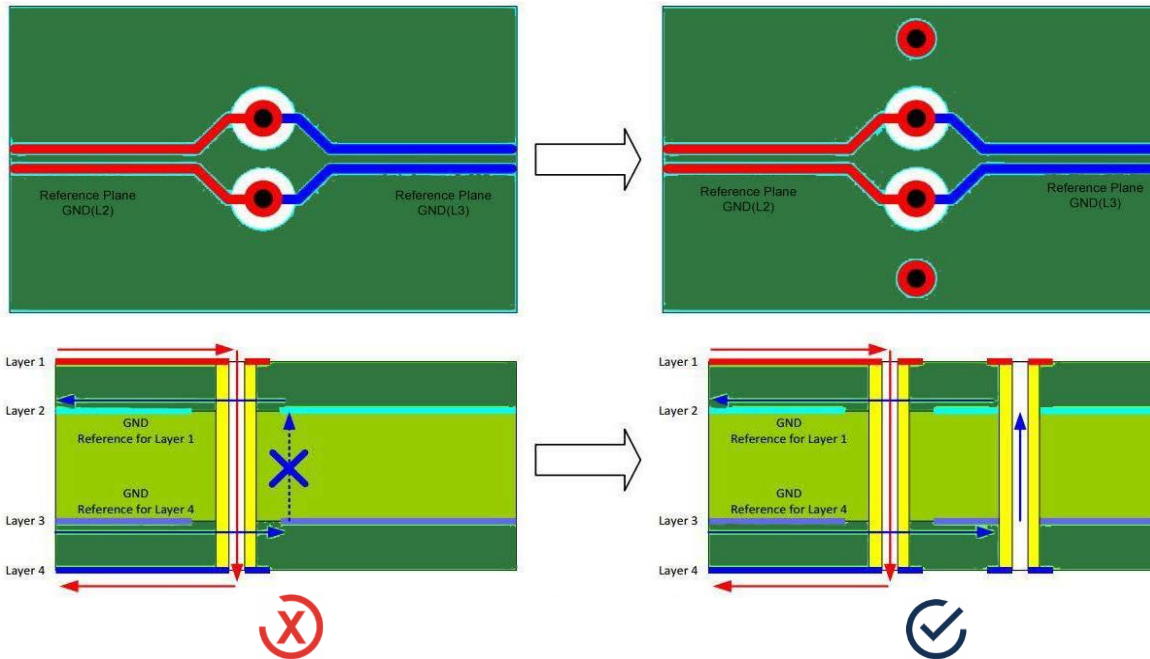 Reference Plane
GND(L2)
Reference Plane
GND(L3)
Reference Plane
GND(L2)
Reference Plane
GND(L3)
Layer 1
Layer 2
GND
Reference for Layer 1
GND
Reference for Layer 4
Layer 3
Layer 4
Layer 1
Layer 2
GND
Reference for Layer 1
GND
Reference for Layer 4
Layer 3
Layer 4
X